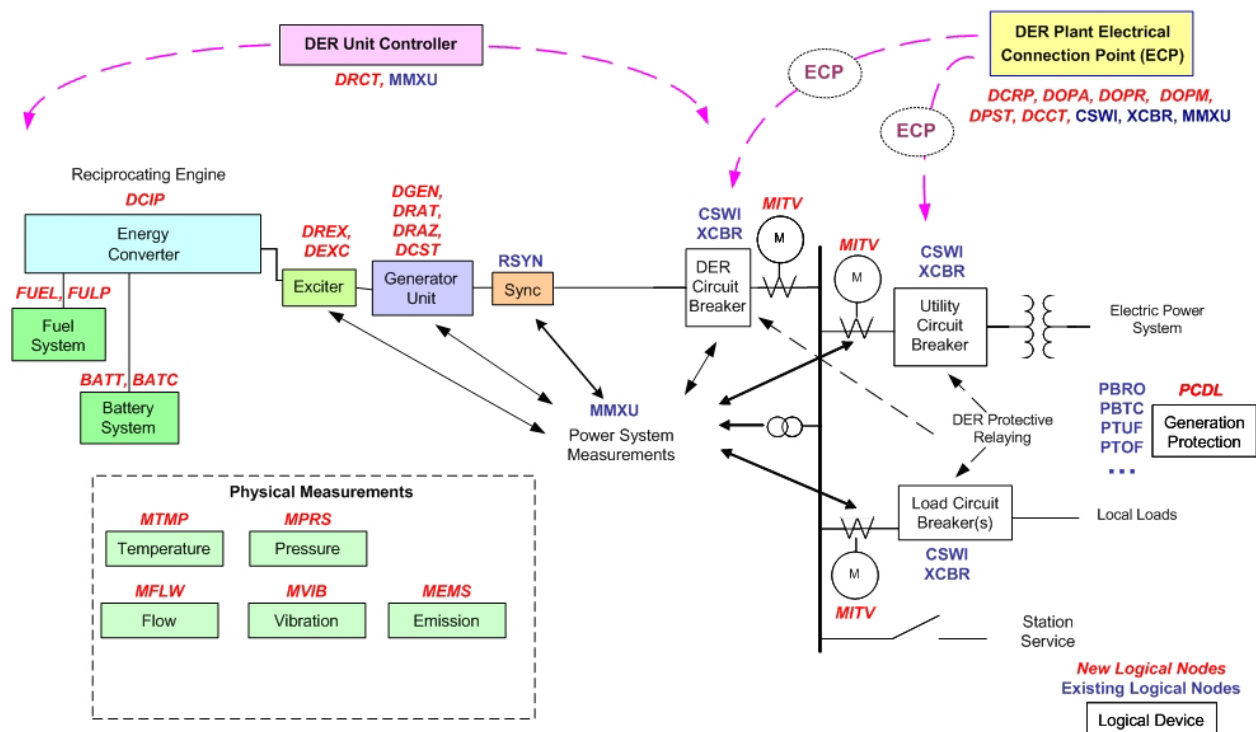 DER Unit Controller
DRCT, MMXU
DER Plant Electrical
Connection Point (ECP)
ECP
ECP
DCRP, DOPA, DOPR, DOPM,
DPST, DCCT, CSWI, XCBR, MMXU
Reciprocating Engine
DCIP
Energy
Converter
DREX,
DEXC
Exciter
DGEN,
DRAT,
DRAZ,
DCST
Generator
Unit
RSYN
Sync
CSWI
XCBR
DER
Circuit
Breaker
MITV
M
MITV
M
CSWI
XCBR
Utility
Circuit
Breaker
Electric Power
System
FUEL, FULP
Fuel
System
BATT, BATC
Battery
System
MMXU
Power System
Measurements
DER Protective
Relaying
PBRO
PBTC
PTUF
PTOF
...
PCDL
Generation
Protection
Load Circuit
Breaker(s)
CSWI
XCBR
Local Loads
M
MITV
Station
Service
Physical Measurements
MTMP
Temperature
MPRS
Pressure
MFLW
Flow
MVIB
Vibration
MEMS
Emission
New Logical Nodes
Existing Logical Nodes
Logical Device